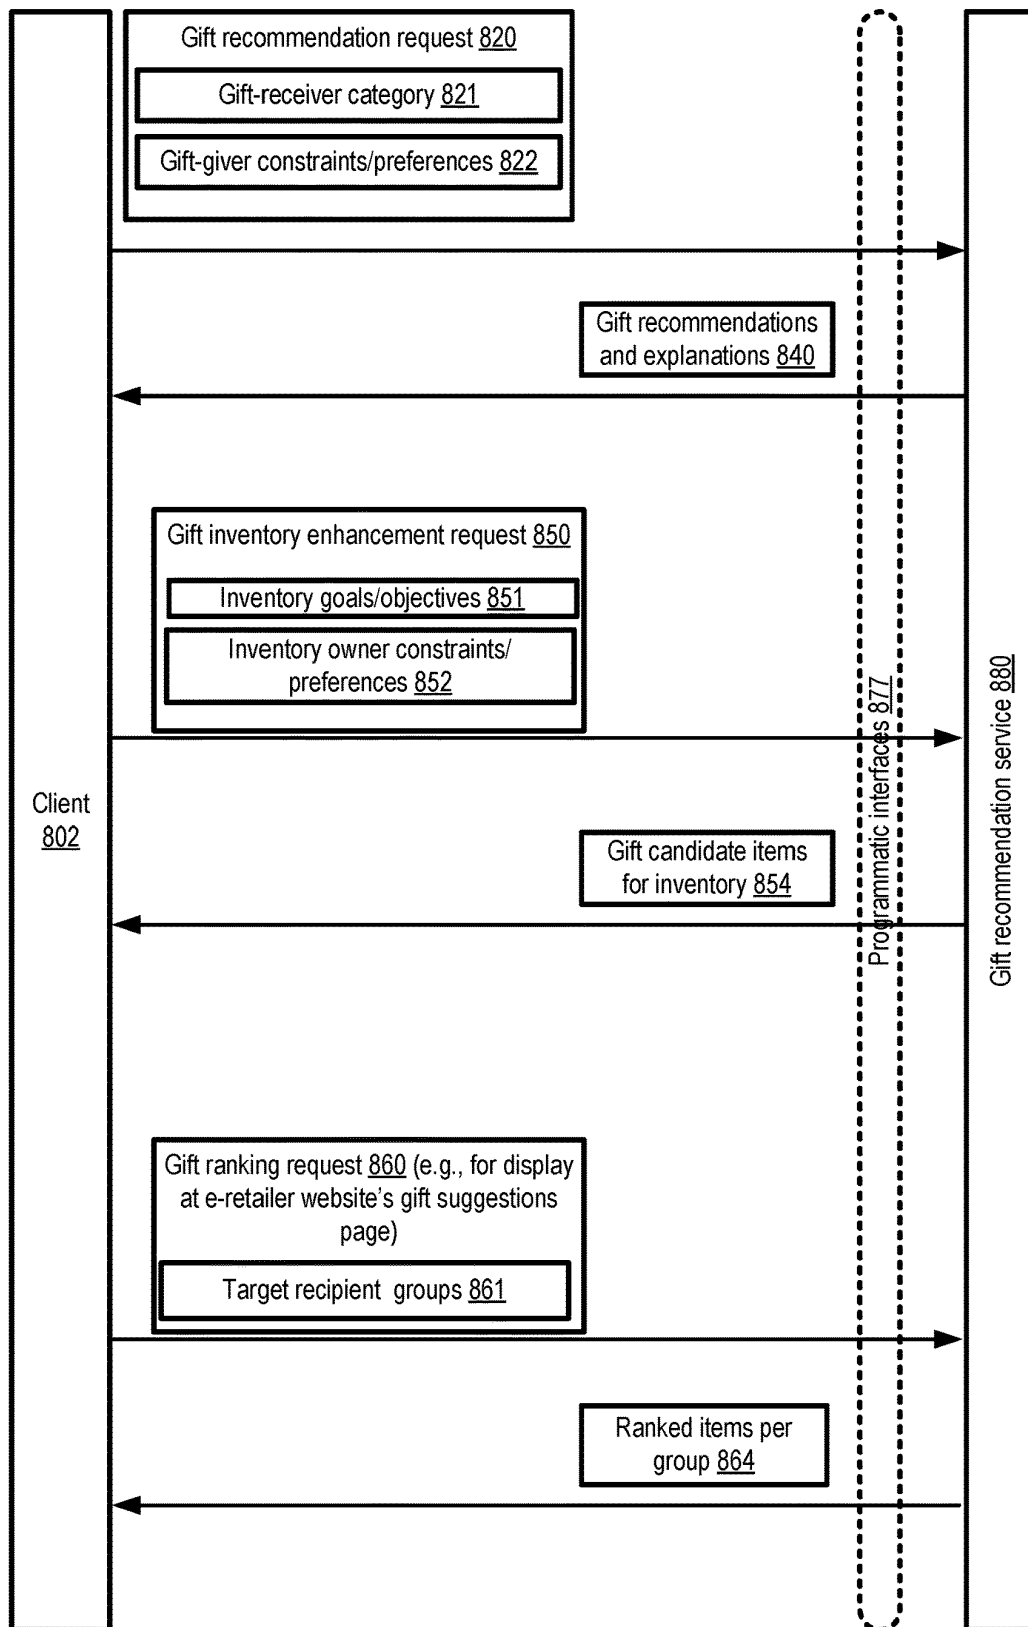 Gift recommendation request 820
Gift-receiver category 821
Gift-giver constraints/preferences 822
Gift recommendations
and explanations 840
Gift inventory enhancement request 850
Inventory goals/objectives 851
Inventory owner constraints/
preferences 852
Client
802
Gift candidate items
for inventory 854
Programmatic interfaces 877
Gift recommendation service 880
Gift ranking request 860 (e.g., for display
at e-retailer website's gift suggestions
page)
Target recipient groups 861
Ranked items per
group 864